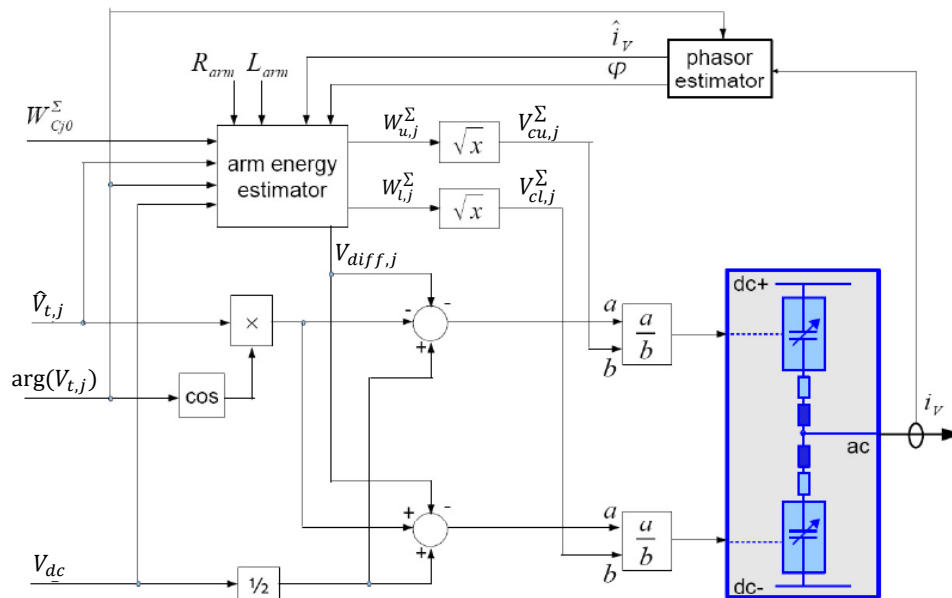 î_V
φ
phasor
estimator
R_arm L_arm
W^Σ_Cj0
arm energy
estimator
W^Σ_u,j
√x
V^Σ_cu,j
W^Σ_l,j
√x
V^Σ_cl,j
V_diff,j
V̂_t,j
×
- -
+
arg(V_t,j)
cos
a
b
a/b
dc+
i_V
ac
+ -
+
a
b
a/b
dc-
V_dc
½